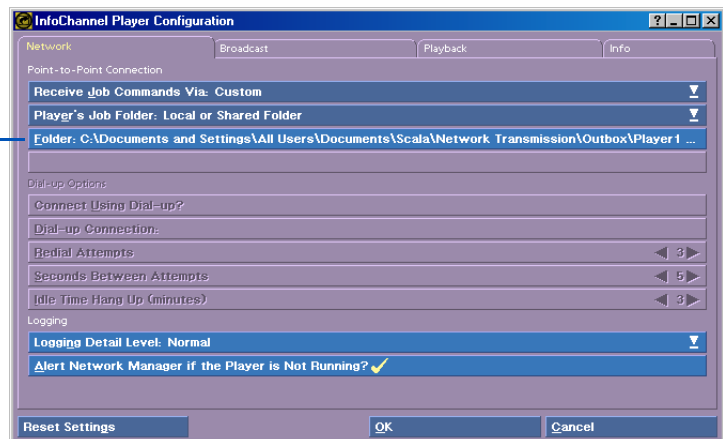 InfoChannel Player Configuration
Network Broadcast Playback Info
Point-to-Point Connection
Receive Job Commands Via: Custom
Player's Job Folder: Local or Shared Folder
Folder: C:\Documents and Settings\All Users\Documents\Scala\Network Transmission\Outbox\Player1 ...
Dial-up Options
Connect Using Dial-up?
Dial-up Connection:
Redial Attempts 3
Seconds Between Attempts 5
Idle Time Hang Up (minutes) 3
Logging
Logging Detail Level: Normal
Alert Network Manager if the Player is Not Running?
Reset Settings OK Cancel